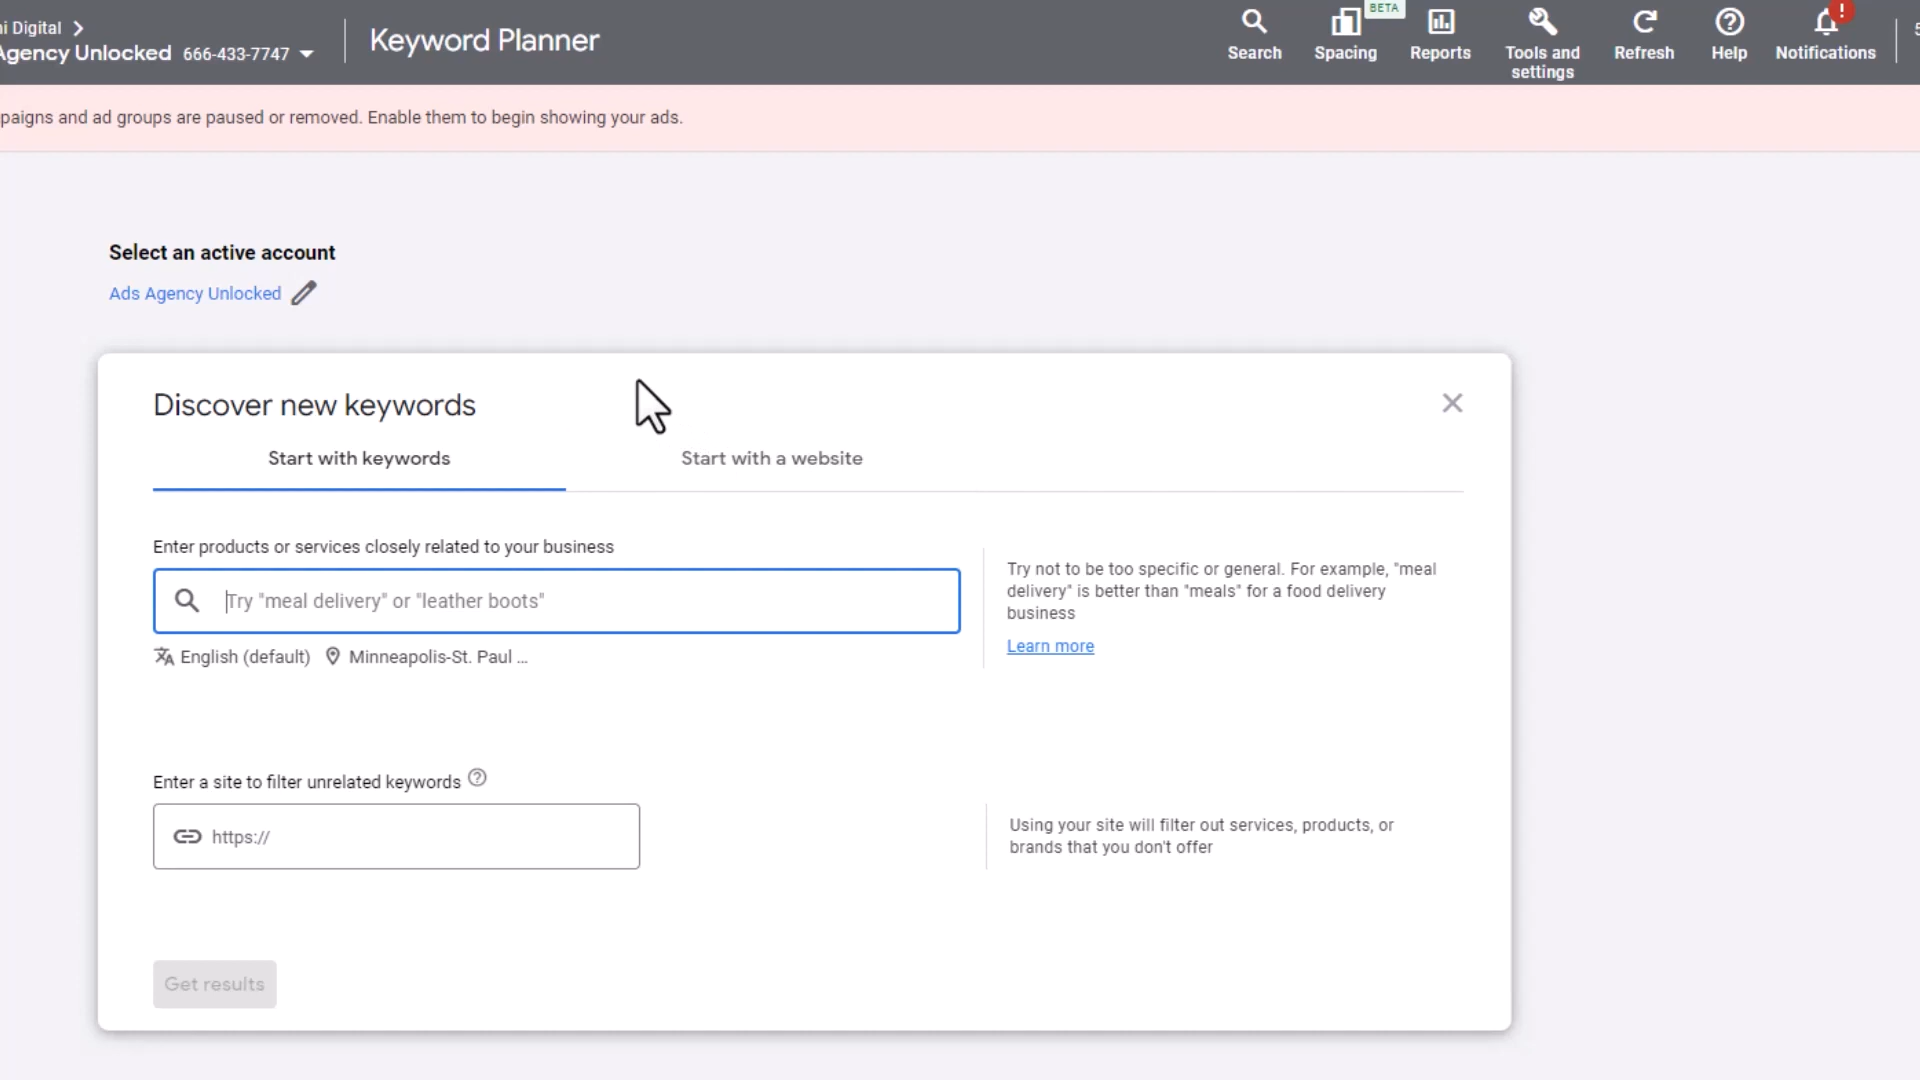 Digital
Agency Unlocked 666-433-7747
Keyword Planner
Search
BETA
Spacing
Reports
Tools and
settings
Refresh
Help
!
Notifications
and ad groups are paused or removed. Enable them to begin showing your ads.
Select an active account
Ads Agency Unlocked
Discover new keywords
Start with keywords
Start with a website
Enter products or services closely related to your business
Try "meal delivery" or "leather boots"
English (default)
Minneapolis-St. Paul ...
Try not to be too specific or general. For example, "meal
delivery" is better than "meals" for a food delivery
business
Learn more
Enter a site to filter unrelated keywords
https://
Using your site will filter out services, products, or
brands that you don't offer
Get results